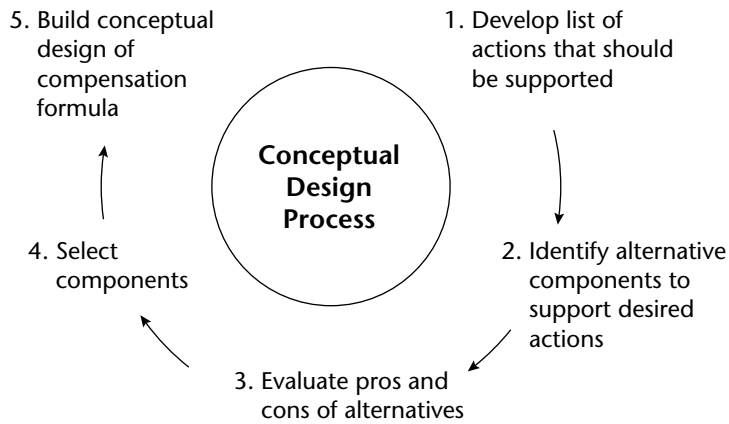 5. Build conceptual
design of
compensation
formula
1. Develop list of
actions that should
be supported
Conceptual
Design
Process
4. Select
components
2. Identify alternative
components to
support desired
actions
3. Evaluate pros and
cons of alternatives